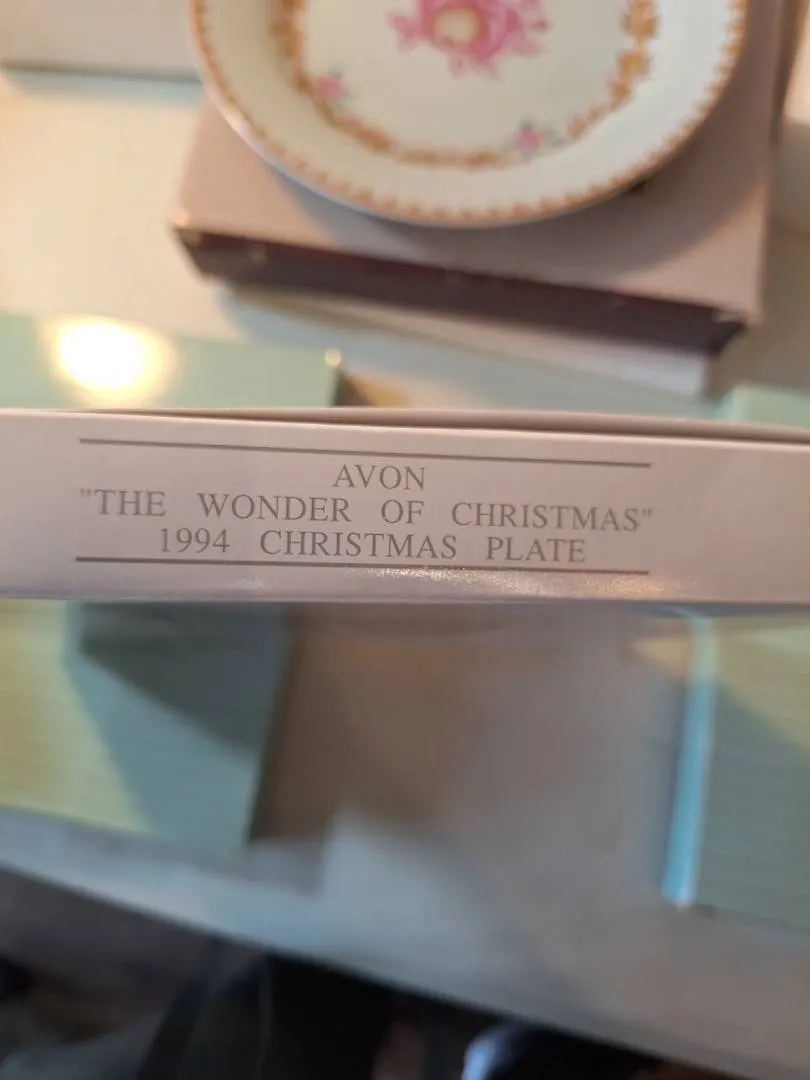 AVON
"THE WONDER OF CHRISTMAS"
1994 CHRISTMAS PLATE